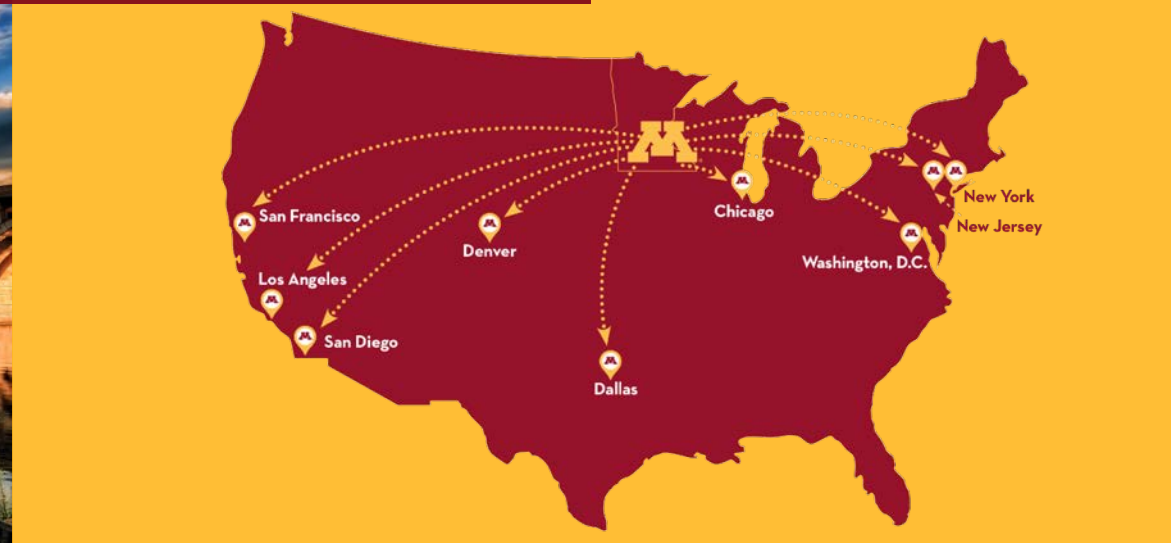 M
San Francisco
Los Angeles
San Diego
Denver
Dallas
Chicago
New York
New Jersey
Washington, D.C.